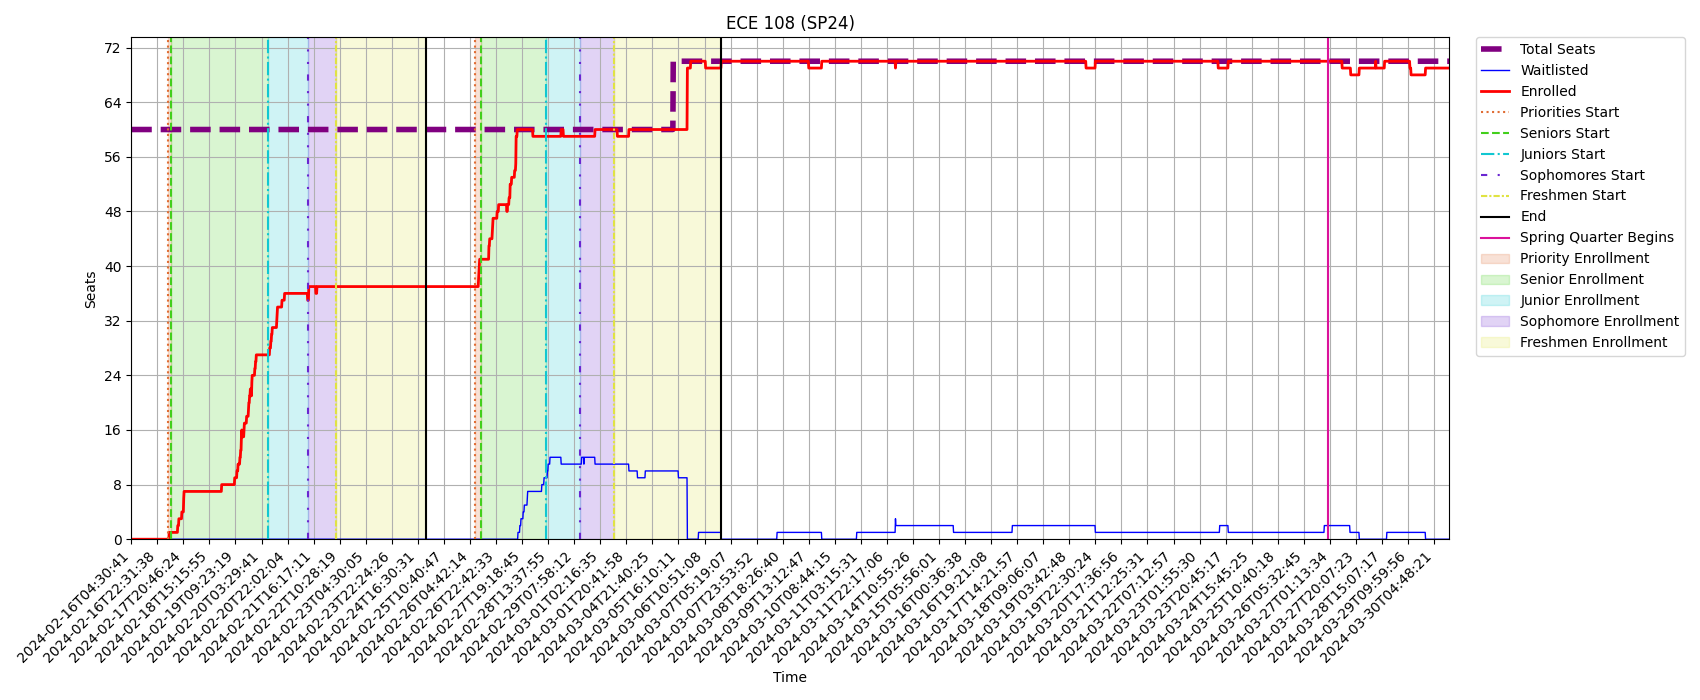 ECE 108 (SP24)
72
64
56
48
40
32
24
16
8
0
Seats
2024-02-16T04:30:41
2024-02-16T22:31:38
2024-02-17T20:46:24
2024-02-18T15:15:55
2024-02-19T09:23:19
2024-02-20T03:29:41
2024-02-20T22:02:04
2024-02-21T16:17:11
2024-02-22T10:28:19
2024-02-23T04:30:05
2024-02-23T22:24:26
2024-02-24T16:30:31
2024-02-25T10:40:47
2024-02-26T04:42:14
2024-02-26T22:42:33
2024-02-27T19:18:45
2024-02-28T13:37:55
2024-02-29T07:58:12
2024-03-01T02:16:35
2024-03-01T20:41:58
2024-03-04T21:40:25
2024-03-05T16:10:11
2024-03-06T10:51:08
2024-03-07T05:19:07
2024-03-07T23:53:52
2024-03-08T18:26:40
2024-03-09T13:12:47
2024-03-10T08:44:15
2024-03-11T03:15:31
2024-03-11T22:17:06
2024-03-14T10:55:26
2024-03-15T05:56:01
2024-03-16T00:36:38
2024-03-16T19:21:08
2024-03-17T14:21:57
2024-03-18T09:06:07
2024-03-19T03:42:48
2024-03-19T22:30:24
2024-03-20T17:36:56
2024-03-21T12:25:31
2024-03-22T07:12:57
2024-03-23T01:55:30
2024-03-23T20:45:17
2024-03-24T15:45:25
2024-03-25T10:40:18
2024-03-26T05:32:45
2024-03-27T01:13:34
2024-03-27T20:07:23
2024-03-28T15:07:17
2024-03-29T09:59:56
2024-03-30T04:48:21
Time
Total Seats
Waitlisted
Enrolled
Priorities Start
Seniors Start
Juniors Start
Sophomores Start
Freshmen Start
End
Spring Quarter Begins
Priority Enrollment
Senior Enrollment
Junior Enrollment
Sophomore Enrollment
Freshmen Enrollment